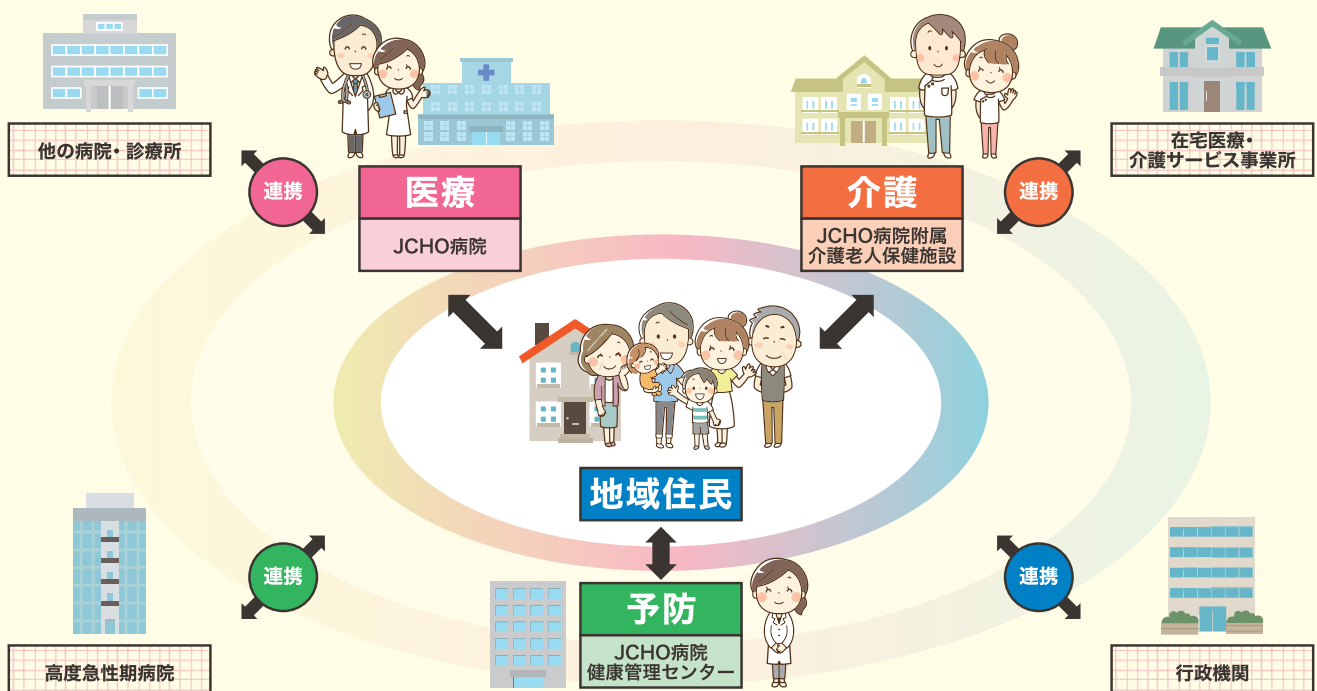 他の病院・診療所
連携
医療
JCHO病院
介護
JCHO病院附属
介護老人保健施設
連携
在宅医療・
介護サービス事業所
地域住民
高度急性期病院
連携
予防
JCHO病院
健康管理センター
連携
行政機関